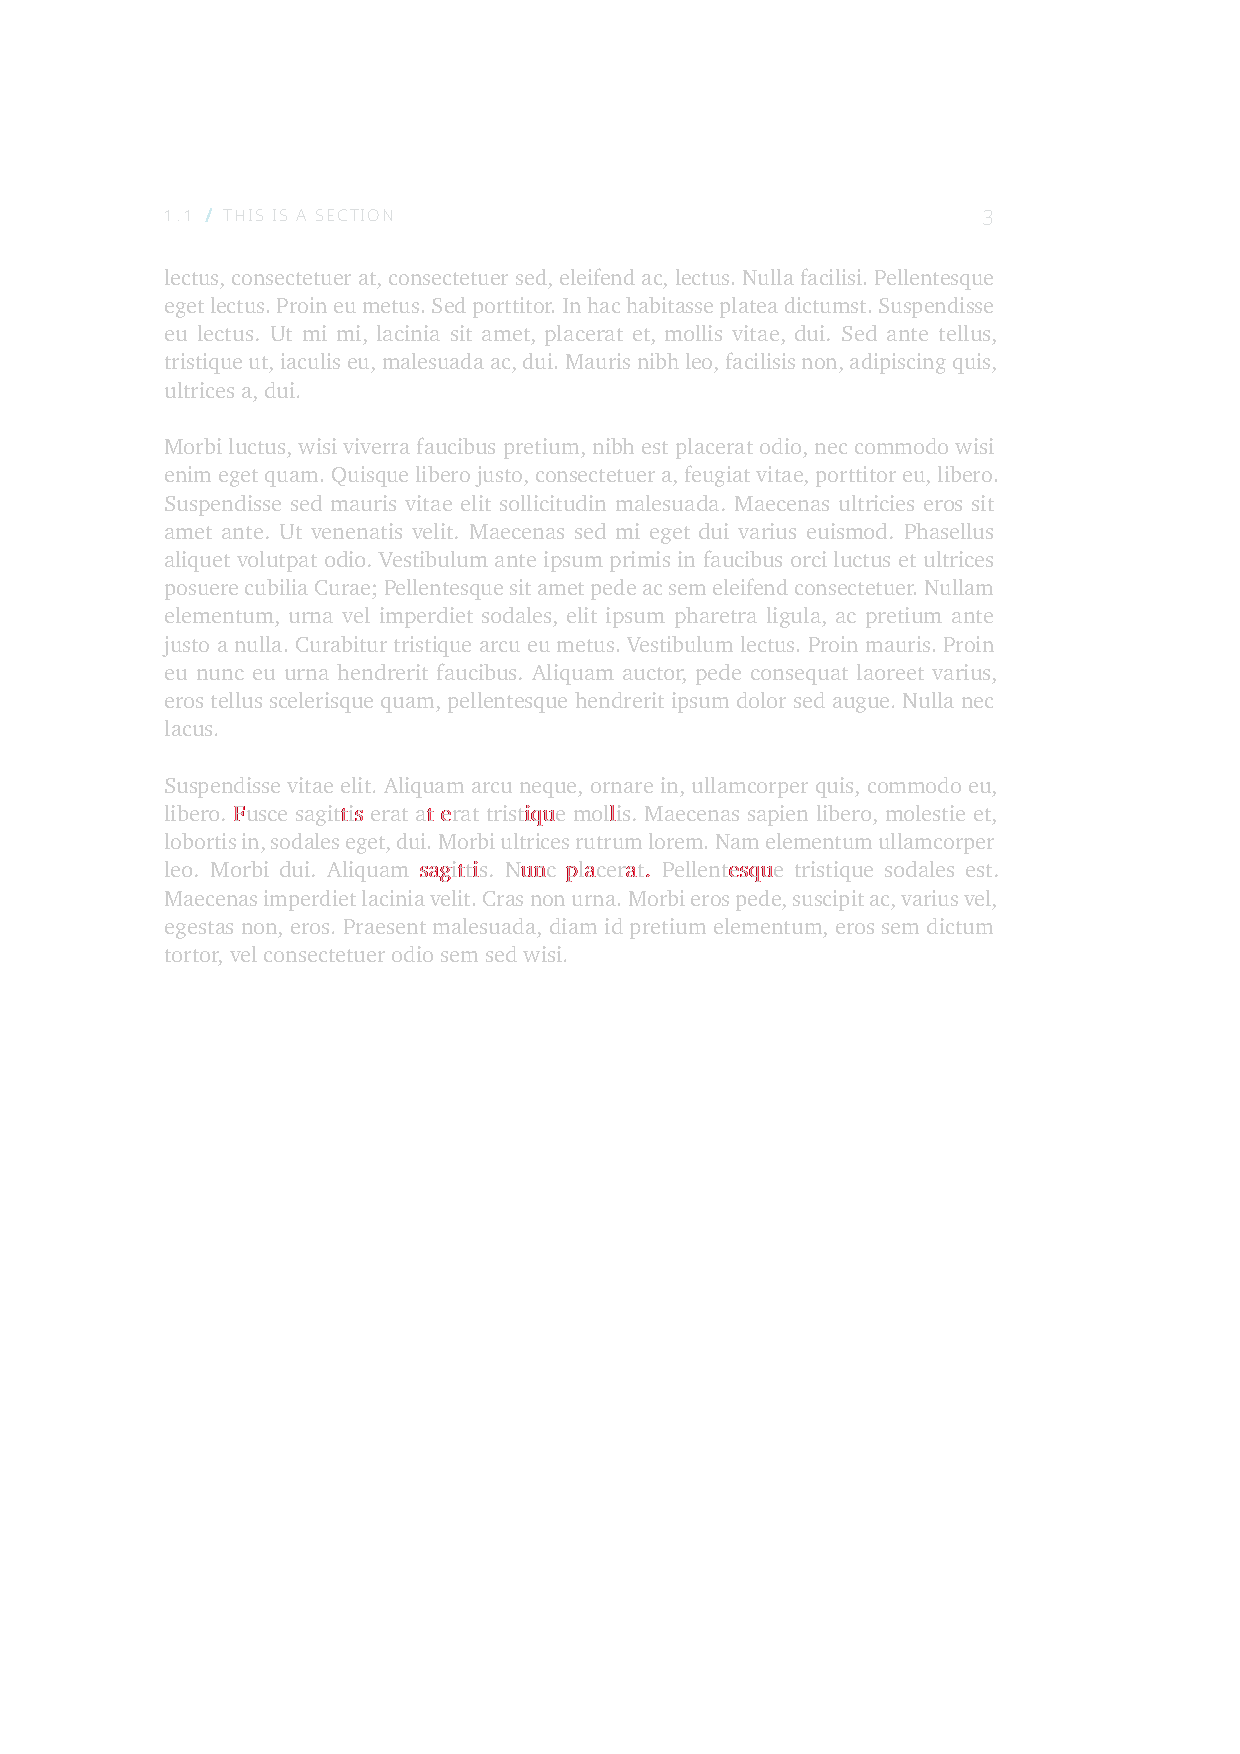 1.1 / THIS IS A SECTION 3
lectus, consectetuer at, consectetuer sed, eleifend ac, lectus. Nulla facilisi. Pellentesque
eget lectus. Proin eu metus. Sed porttitor. In hac habitasse platea dictumst. Suspendisse
eu lectus. Ut mi mi, lacinia sit amet, placerat et, mollis vitae, dui. Sed ante tellus,
tristique ut, iaculis eu, malesuada ac, dui. Mauris nibh leo, facilisis non, adipiscing quis,
ultrices a, dui.
Morbi luctus, wisi viverra faucibus pretium, nibh est placerat odio, nec commodo wisi
enim eget quam. Quisque libero justo, consectetuer a, feugiat vitae, porttitor eu, libero.
Suspendisse sed mauris vitae elit sollicitudin malesuada. Maecenas ultricies eros sit
amet ante. Ut venenatis velit. Maecenas sed mi eget dui varius euismod. Phasellus
aliquet volutpat odio. Vestibulum ante ipsum primis in faucibus orci luctus et ultrices
posuere cubilia Curae; Pellentesque sit amet pede ac sem eleifend consectetuer. Nullam
elementum, urna vel imperdiet sodales, elit ipsum pharetra ligula, ac pretium ante
justo a nulla. Curabitur tristique arcu eu metus. Vestibulum lectus. Proin mauris. Proin
eu nunc eu urna hendrerit faucibus. Aliquam auctor, pede consequat laoreet varius,
eros tellus scelerisque quam, pellentesque hendrerit ipsum dolor sed augue. Nulla nec
lacus.
Suspendisse vitae elit. Aliquam arcu neque, ornare in, ullamcorper quis, commodo eu,
libero. Fusce sagittis erat at erat tristique mollis. Maecenas sapien libero, molestie et,
lobortis in, sodales eget, dui. Morbi ultrices rutrum lorem. Nam elementum ullamcorper
leo. Morbi dui. Aliquam sagittis. Nunc placerat. Pellentesque tristique sodales est.
Maecenas imperdiet lacinia velit. Cras non urna. Morbi eros pede, suscipit ac, varius vel,
egestas non, eros. Praesent malesuada, diam id pretium elementum, eros sem dictum
tortor, vel consectetuer odio sem sed wisi.